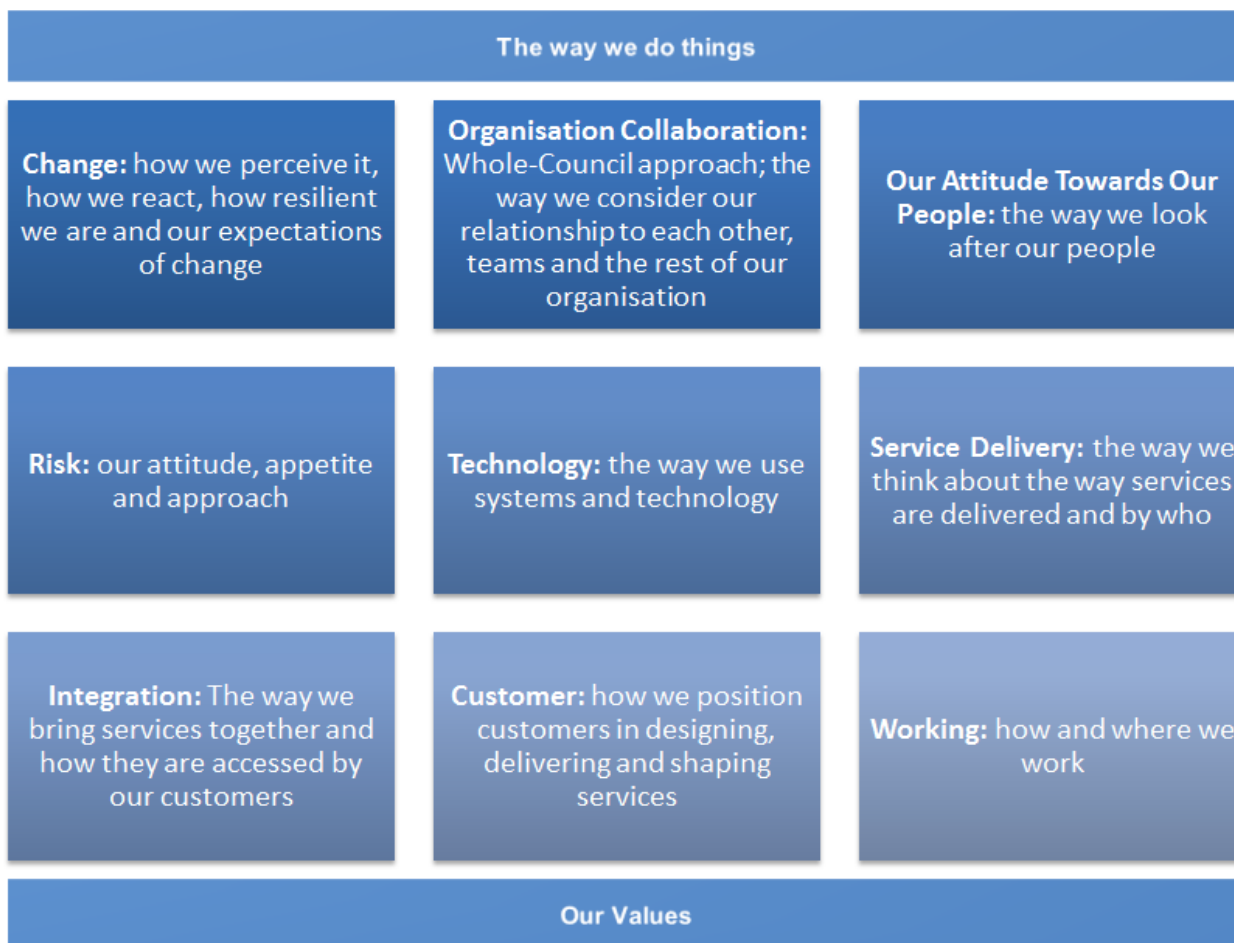 The way we do things
Change: how we perceive it,
how we react, how resilient
we are and our expectations
of change
Organisation Collaboration:
Whole-Council approach; the
way we consider our
relationship to each other,
teams and the rest of our
organisation
Our Attitude Towards Our
People: the way we look
after our people
Risk: our attitude, appetite
and approach
Technology: the way we use
systems and technology
Service Delivery: the way we
think about the way services
are delivered and by who
Integration: The way we
bring services together and
how they are accessed by
our customers
Customer: how we position
customers in designing,
delivering and shaping
services
Working: how and where we
work
Our Values